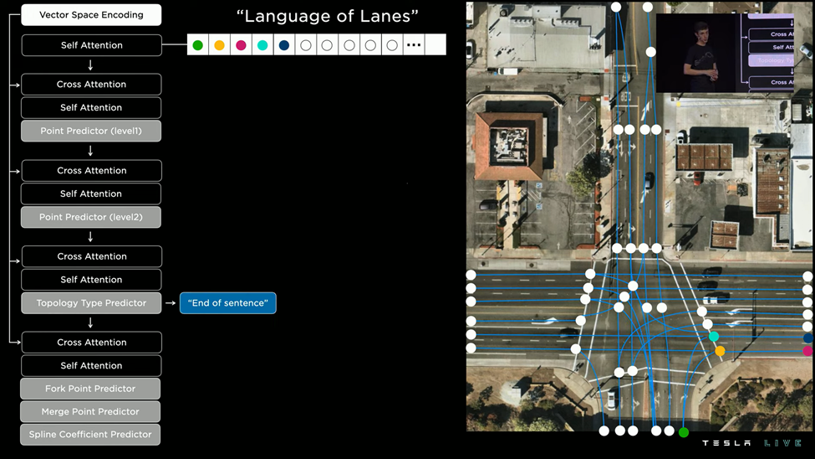 Vector Space Encoding
"Language of Lanes"
Self Attention
•••
Cross Attention
Self Attention
Point Predictor (level1)
Cross Attention
Self Attention
Point Predictor (level2)
Cross Attention
Self Attention
Topology Type Predictor
"End of sentence"
Cross Attention
Self Attention
Fork Point Predictor
Merge Point Predictor
Spline Coefficient Predictor
Cross A
Self Att
Cross A
TESLA LIVE